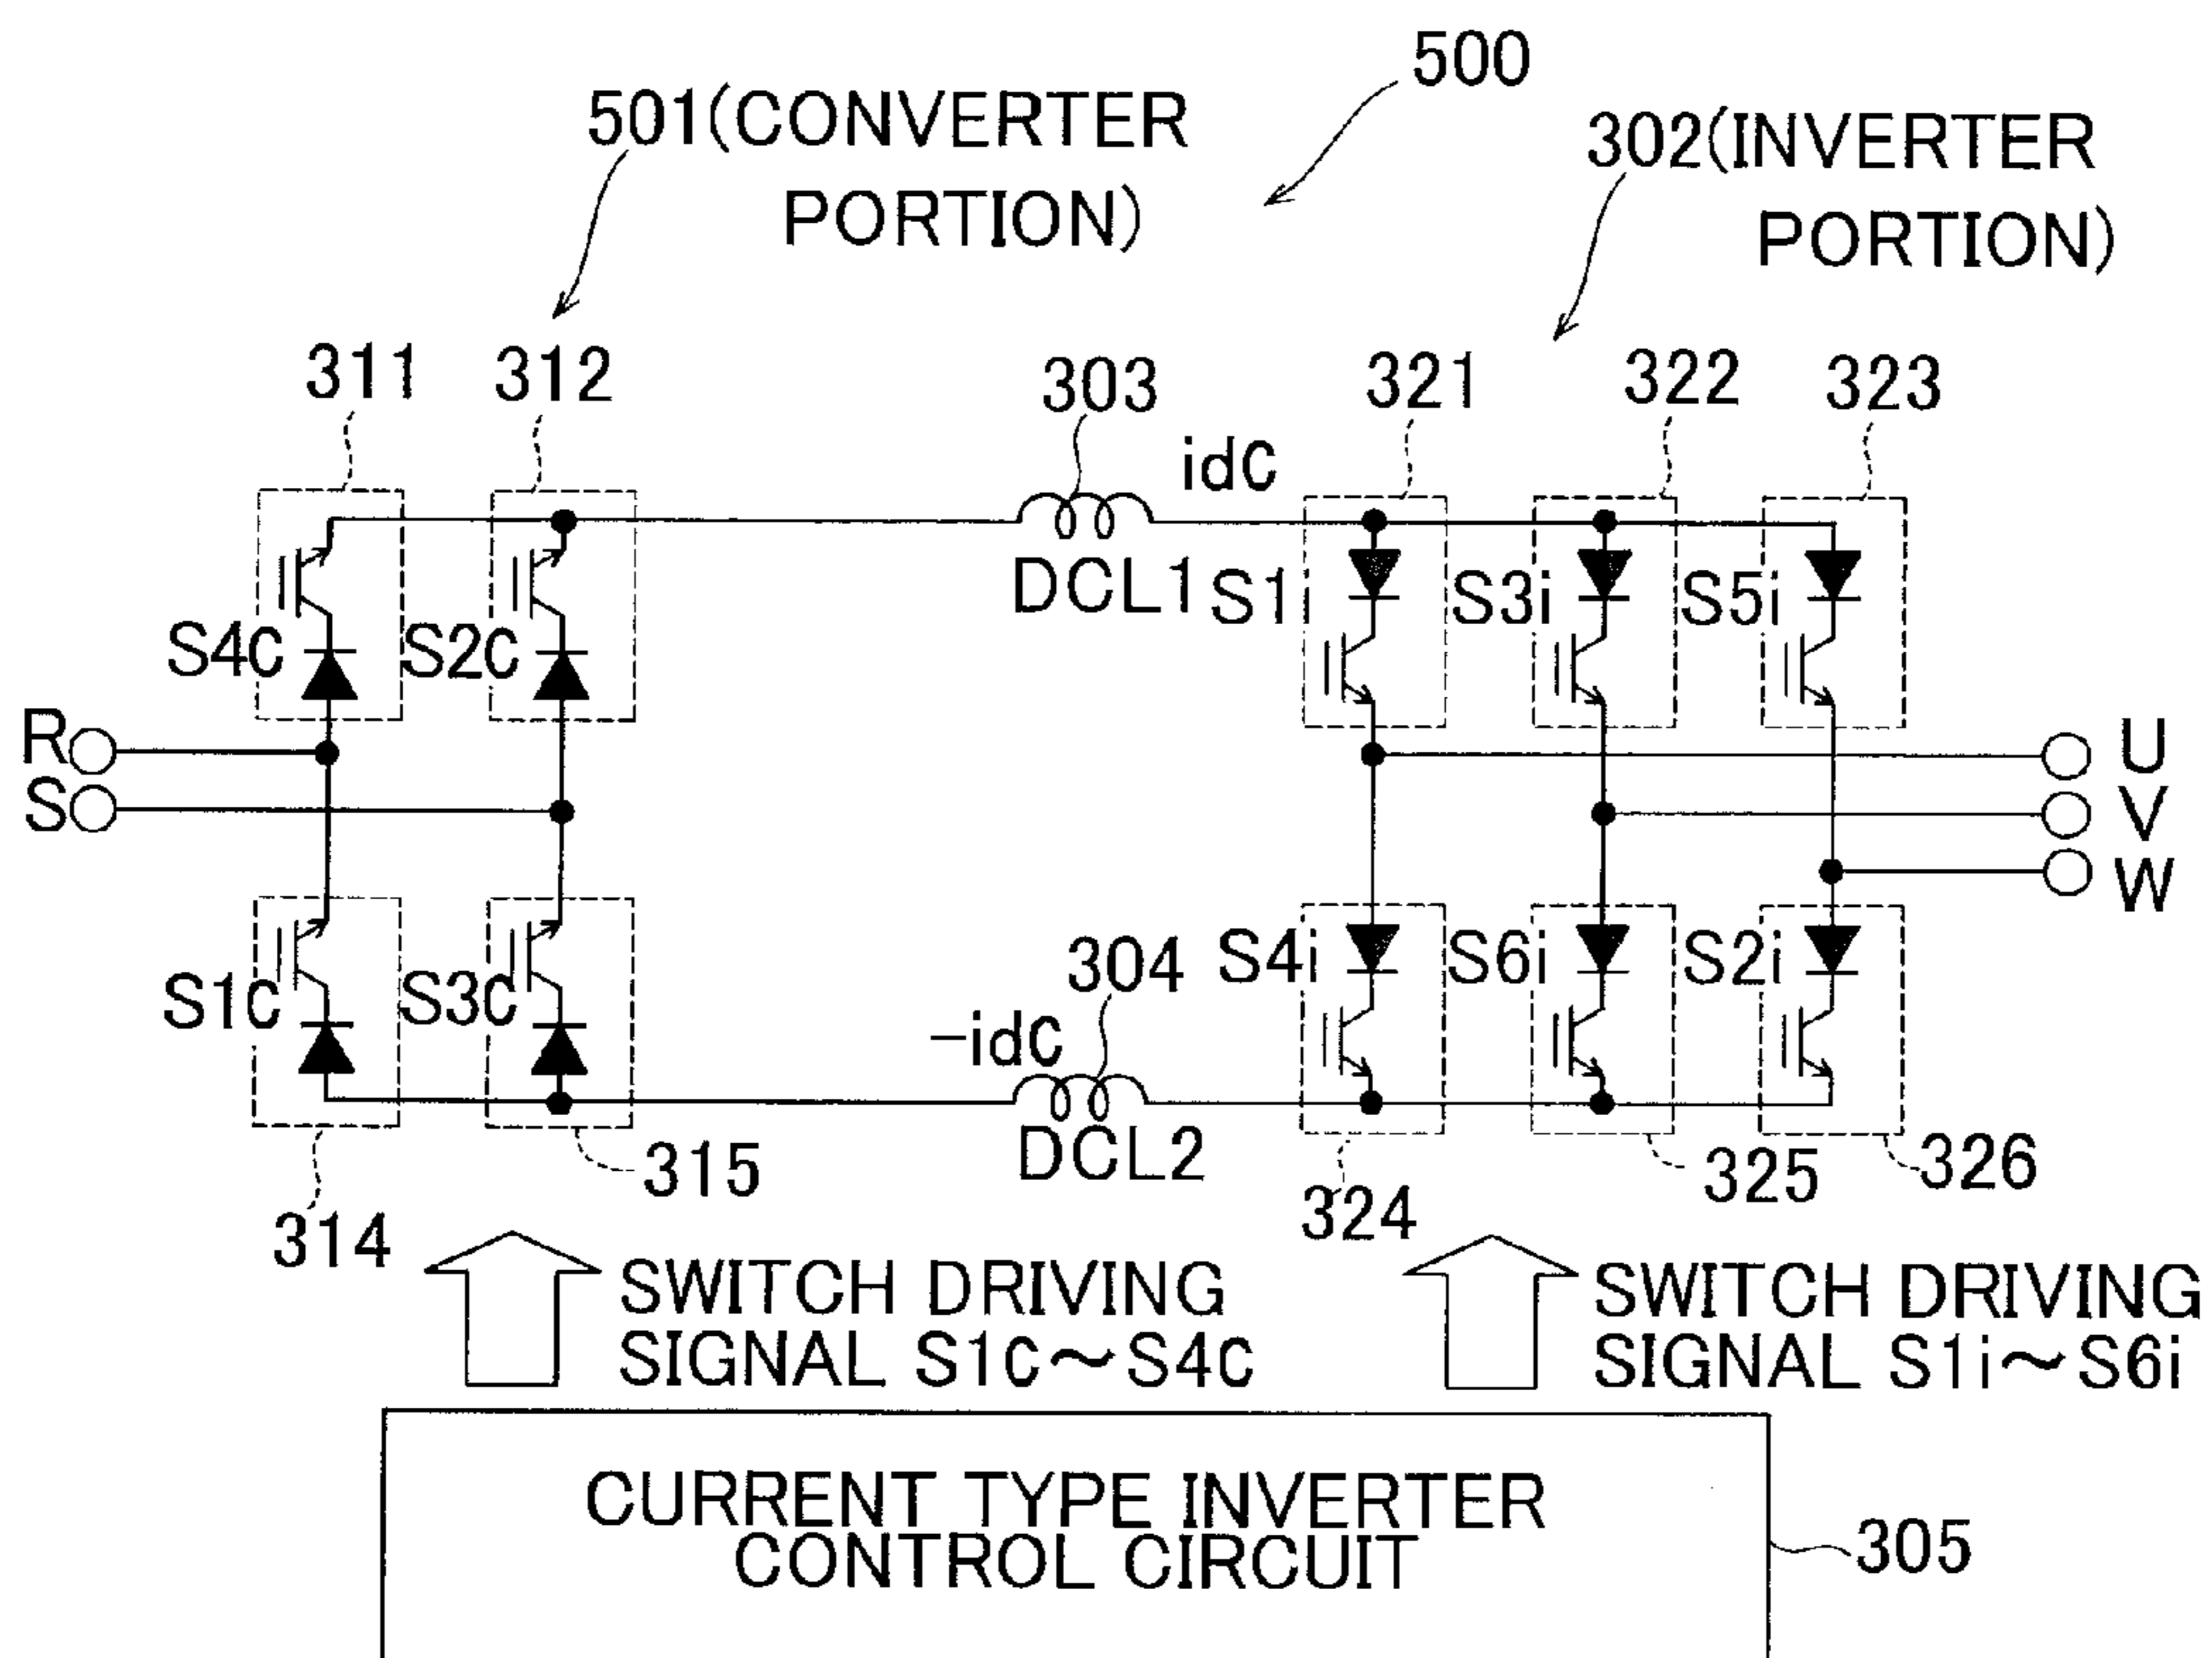 500
501(CONVERTER
PORTION)
302(INVERTER
PORTION)
311
312
303
idc
321
322
323
DCL1
S1i
S3i
S5i
S4c
S2c
R
S
U
V
W
S1c
S3c
304
-idc
DCL2
S4i
S6i
S2i
314
315
324
325
326
SWITCH DRIVING
SIGNAL S1c～S4c
SWITCH DRIVING
SIGNAL S1i～S6i
CURRENT TYPE INVERTER
CONTROL CIRCUIT
305